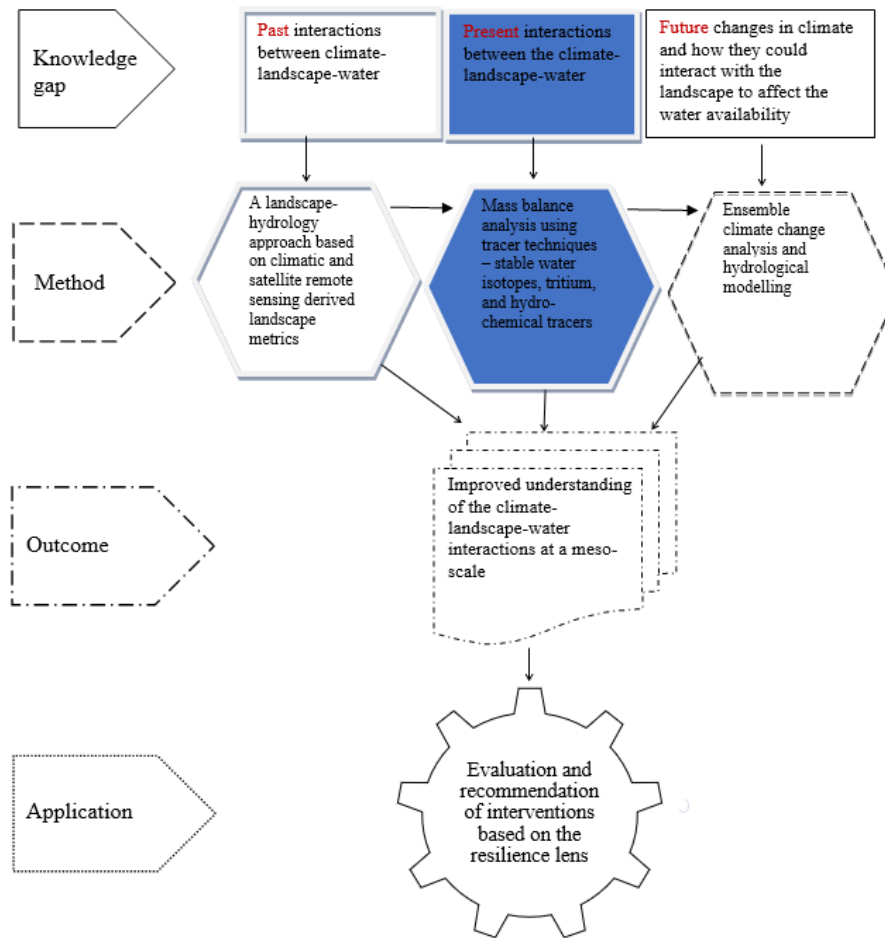 Knowledge
gap
Past interactions
between climate-
landscape-water
Present interactions
between the climate-
landscape-water
Future changes in climate
and how they could
interact with the
landscape to affect the
water availability
Method
A landscape-
hydrology
approach based
on climatic and
satellite remote
sensing derived
landscape
metrics
Mass balance
analysis using
tracer techniques
– stable water
isotopes, tritium,
and hydro-
chemical tracers
Ensemble
climate change
analysis and
hydrological
modelling
Outcome
Improved understanding
of the climate-
landscape-water
interactions at a meso-
scale
Application
Evaluation and
recommendation
of interventions
based on the
resilience lens